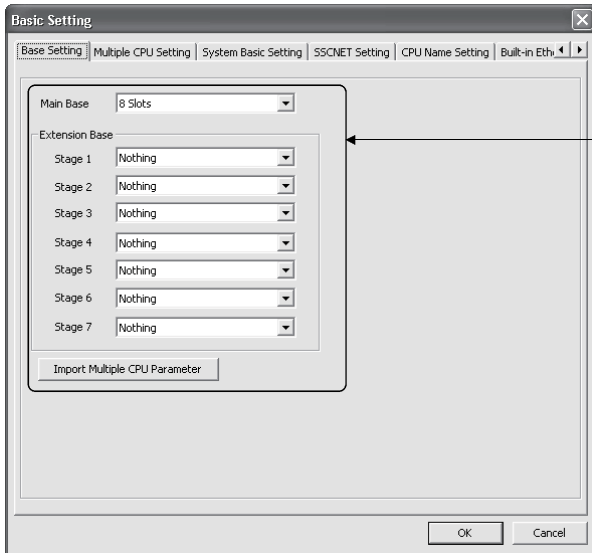 Basic Setting
Base Setting Multiple CPU Setting System Basic Setting SSCNET Setting CPU Name Setting Built-in Eth
Main Base 8 Slots
Extension Base
Stage 1 Nothing
Stage 2 Nothing
Stage 3 Nothing
Stage 4 Nothing
Stage 5 Nothing
Stage 6 Nothing
Stage 7 Nothing
Import Multiple CPU Parameter
OK Cancel